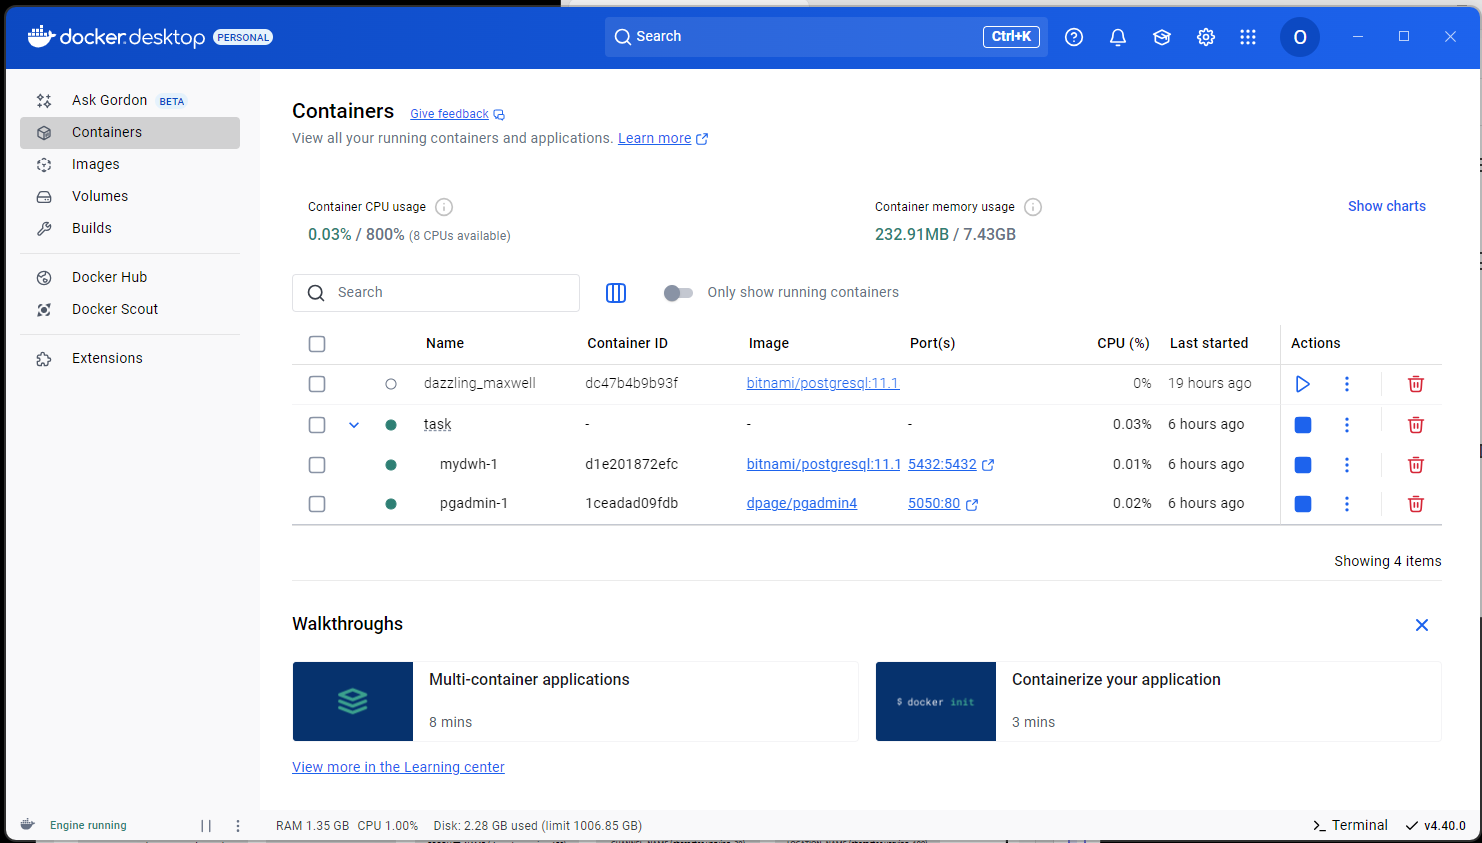 docker.desktop PERSONAL
Search Ctrl+K
O
Ask Gordon BETA
Containers
Images
Volumes
Builds
Docker Hub
Docker Scout
Extensions
Containers Give feedback
View all your running containers and applications. Learn more
Container CPU usage
0.03% / 800% (8 CPUs available)
Container memory usage
232.91MB / 7.43GB
Show charts
Search
Only show running containers
Name Container ID Image Port(s) CPU (%) Last started Actions
dazzling_maxwell dc47b4b9b93f bitnami/postgresql:11.1 0% 19 hours ago
task - - - 0.03% 6 hours ago
mydwh-1 d1e201872efc bitnami/postgresql:11.1 5432:5432 0.01% 6 hours ago
pgadmin-1 1ceadad09fdb dpage/pgadmin4 5050:80 0.02% 6 hours ago
Showing 4 items
Walkthroughs
Multi-container applications
8 mins
$ docker init
Containerize your application
3 mins
View more in the Learning center
Engine running
RAM 1.35 GB CPU 1.00% Disk: 2.28 GB used (limit 1006.85 GB)
Terminal
v4.40.0